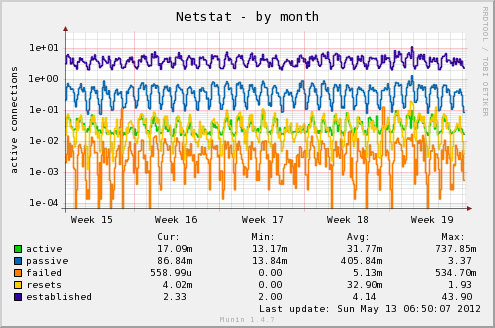 Netstat - by month
RRDTOOL / TOBI OETIKER
active connections
1e+01
1e+00
1e-01
1e-02
1e-03
1e-04
Week 15 Week 16 Week 17 Week 18 Week 19
Cur: Min: Avg: Max:
active 17.09m 13.17m 31.77m 737.85m
passive 86.84m 13.84m 405.84m 3.37
failed 558.99u 0.00 5.13m 534.70m
resets 4.02m 0.00 32.90m 1.93
established 2.33 2.00 4.14 43.90
Last update: Sun May 13 06:50:07 2012
Munin 1.4.7